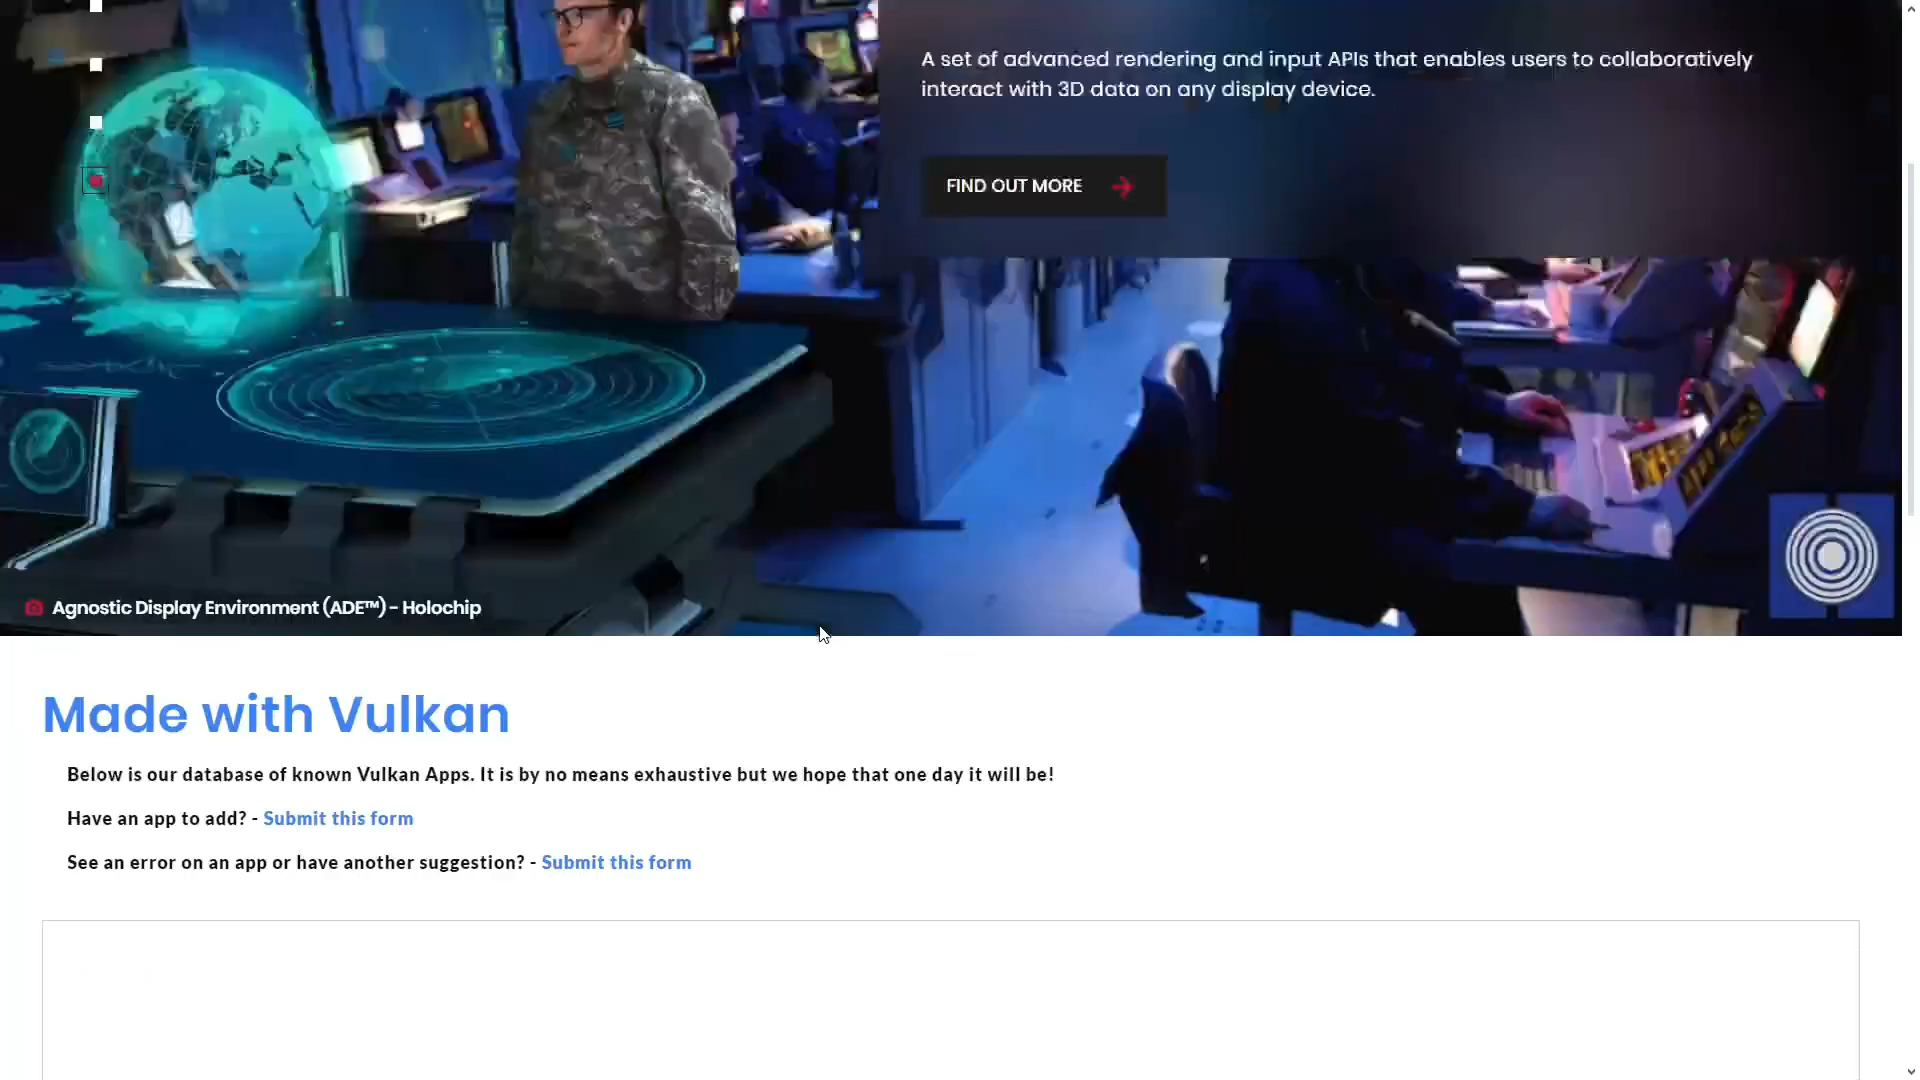 A set of advanced rendering and input APIs that enables users to collaboratively
interact with 3D data on any display device.
FIND OUT MORE
Agnostic Display Environment (ADE™) - Holochip
Made with Vulkan
Below is our database of known Vulkan Apps. It is by no means exhaustive but we hope that one day it will be!
Have an app to add? - Submit this form
See an error on an app or have another suggestion? - Submit this form